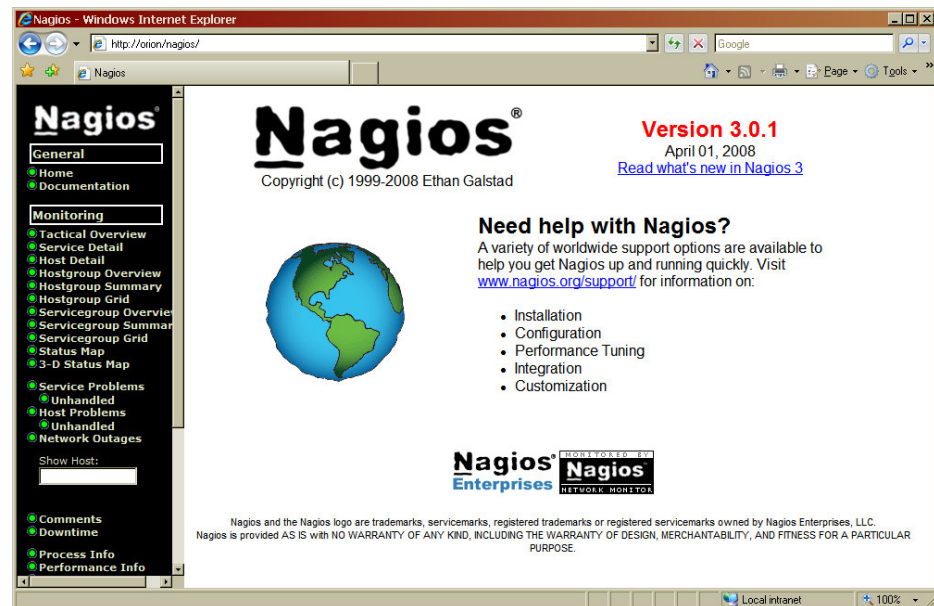 Nagios - Windows Internet Explorer
http://orion/nagios/
Google
Nagios
Page
Tools
Nagios®
General
Home
Documentation
Monitoring
Tactical Overview
Service Detail
Host Detail
Hostgroup Overview
Hostgroup Summary
Hostgroup Grid
Servicegroup Overvie
Servicegroup Summar
Servicegroup Grid
Status Map
3-D Status Map
Service Problems
Unhandled
Host Problems
Unhandled
Network Outages
Show Host:
Comments
Downtime
Process Info
Performance Info
Nagios®
Copyright (c) 1999-2008 Ethan Galstad
Version 3.0.1
April 01, 2008
Read what's new in Nagios 3
Need help with Nagios?
A variety of worldwide support options are available to
help you get Nagios up and running quickly. Visit
www.nagios.org/support/ for information on:
• Installation
• Configuration
• Performance Tuning
• Integration
• Customization
Nagios®
Enterprises
MONITORED BY
Nagios
NETWORK MONITOR
Nagios and the Nagios logo are trademarks, servicemarks, registered trademarks or registered servicemarks owned by Nagios Enterprises, LLC.
Nagios is provided AS IS with NO WARRANTY OF ANY KIND, INCLUDING THE WARRANTY OF DESIGN, MERCHANTABILITY, AND FITNESS FOR A PARTICULAR
PURPOSE.
Local intranet
100%